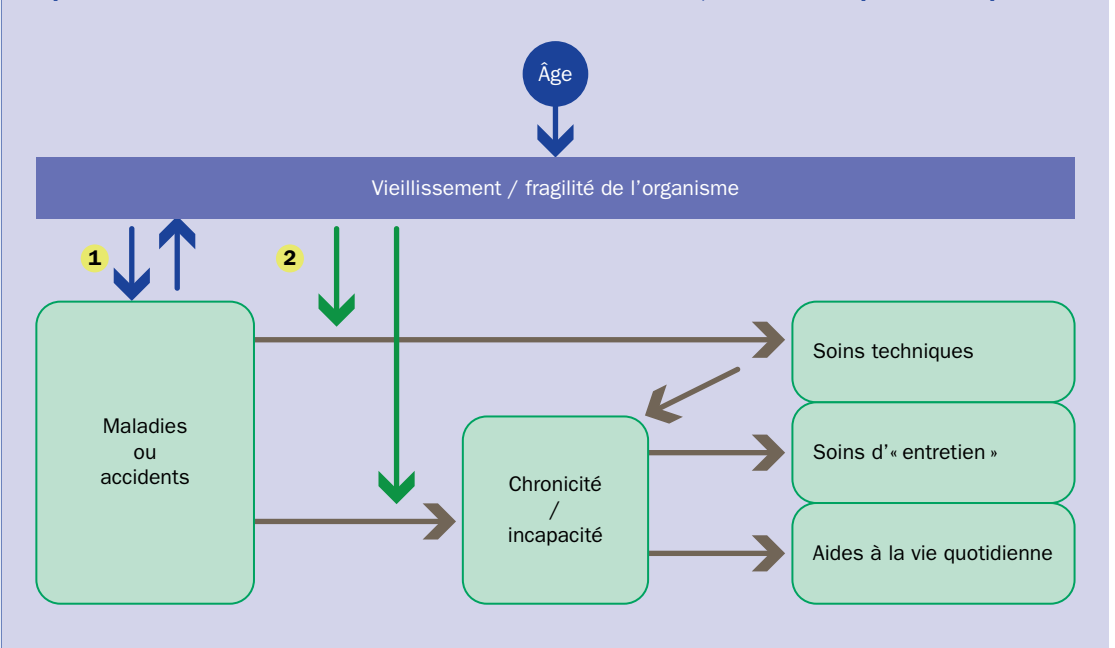 Âge
Vieillissement / fragilité de l'organisme
1
2
Maladies
ou
accidents
Chronicité
/
incapacité
Soins techniques
Soins d'« entretien »
Aides à la vie quotidienne